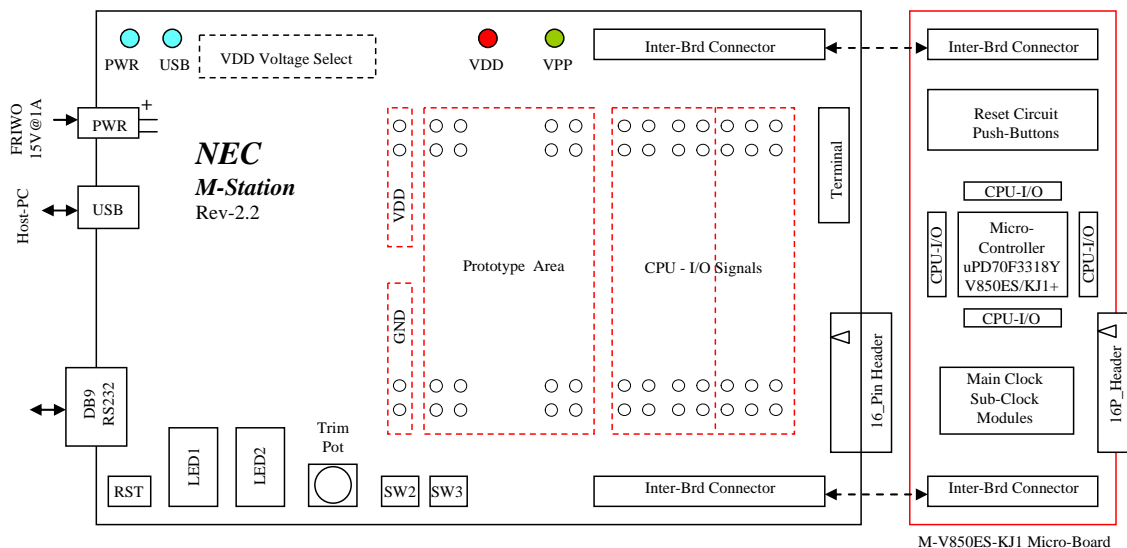 PWR
USB
VDD Voltage Select
VDD
VPP
Inter-Brd Connector
Inter-Brd Connector
FRIWO
15V@1A
PWR
+
NEC
M-Station
Rev-2.2
Host-PC
USB
VDD
GND
Prototype Area
CPU - I/O Signals
Terminal
Reset Circuit
Push-Buttons
CPU-I/O
CPU-I/O
Micro-
Controller
uPD70F3318Y
V850ES/KJ1+
CPU-I/O
CPU-I/O
16_Pin Header
16P_Header
Main Clock
Sub-Clock
Modules
DB9
RS232
RST
LED1
LED2
Trim
Pot
SW2
SW3
Inter-Brd Connector
Inter-Brd Connector
M-V850ES-KJ1 Micro-Board